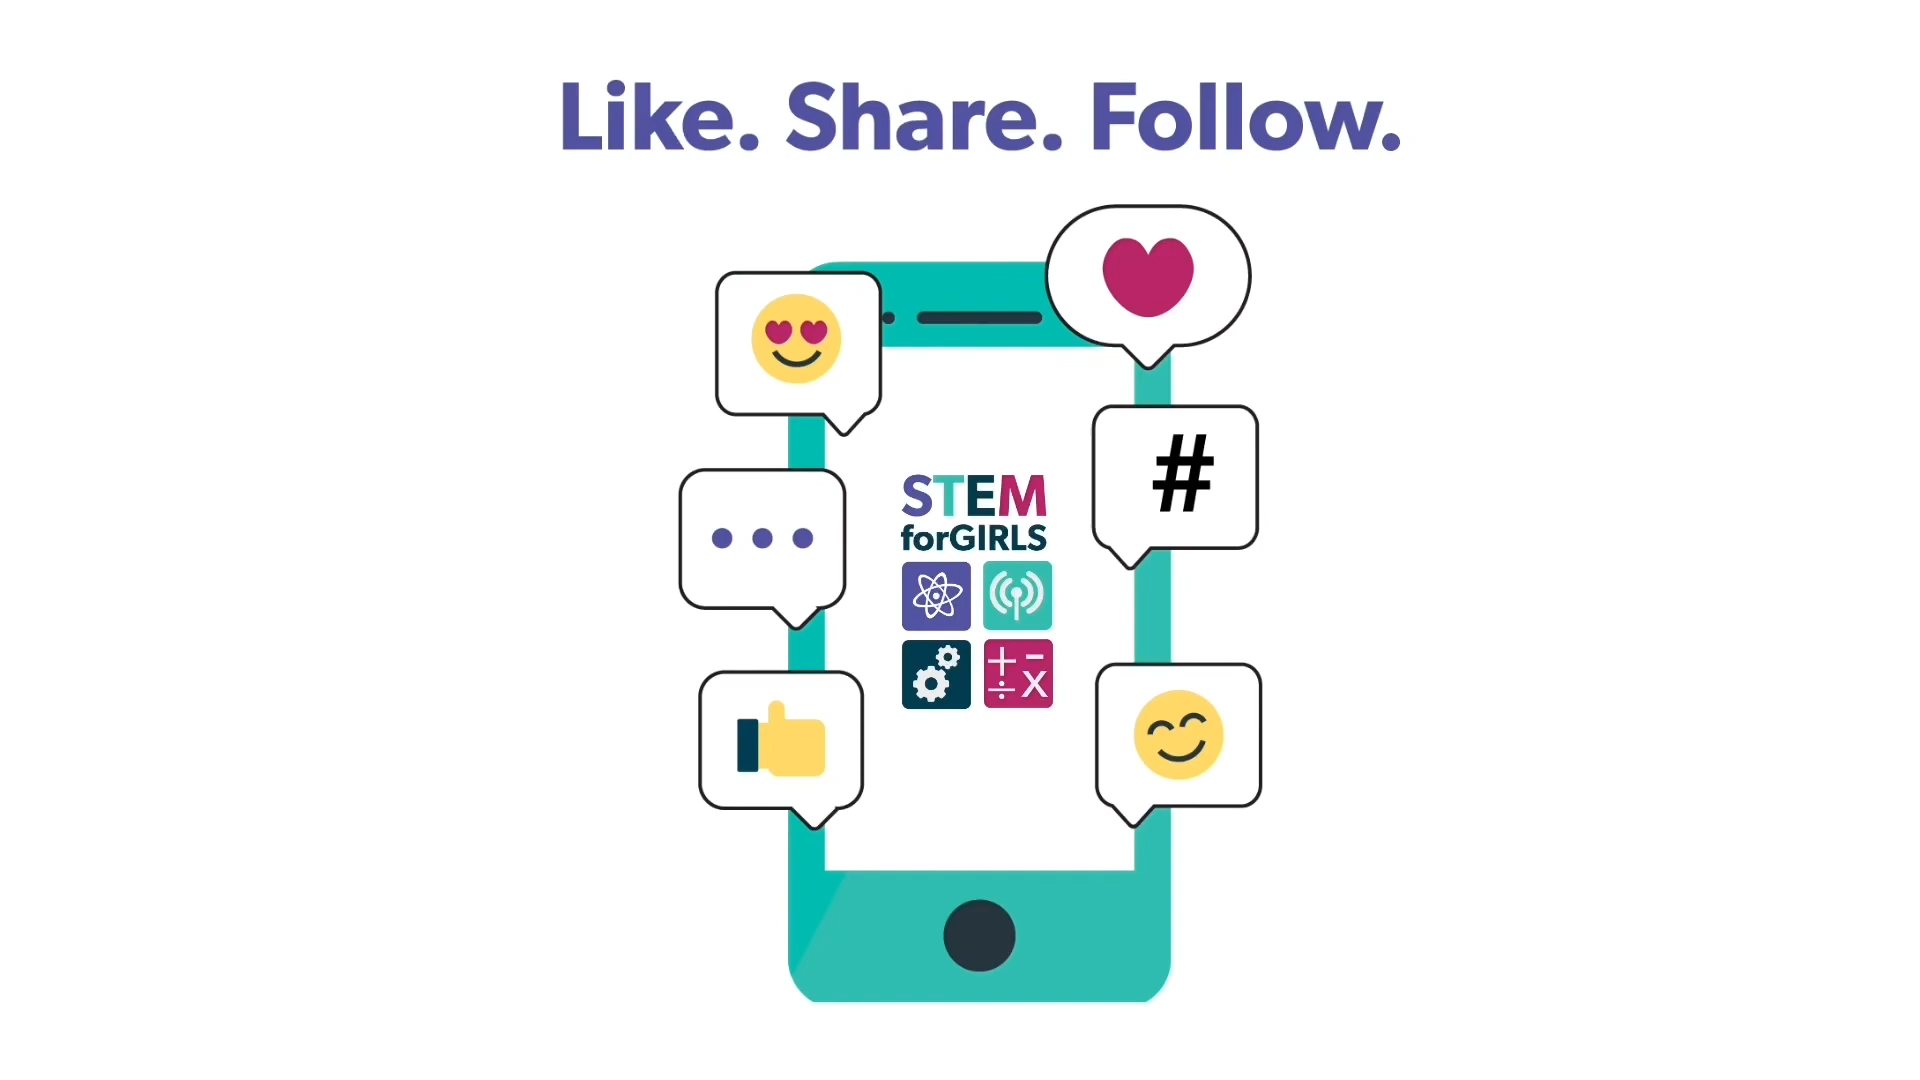 Like. Share. Follow.
#
STEM
forGIRLS
+ -
÷ x